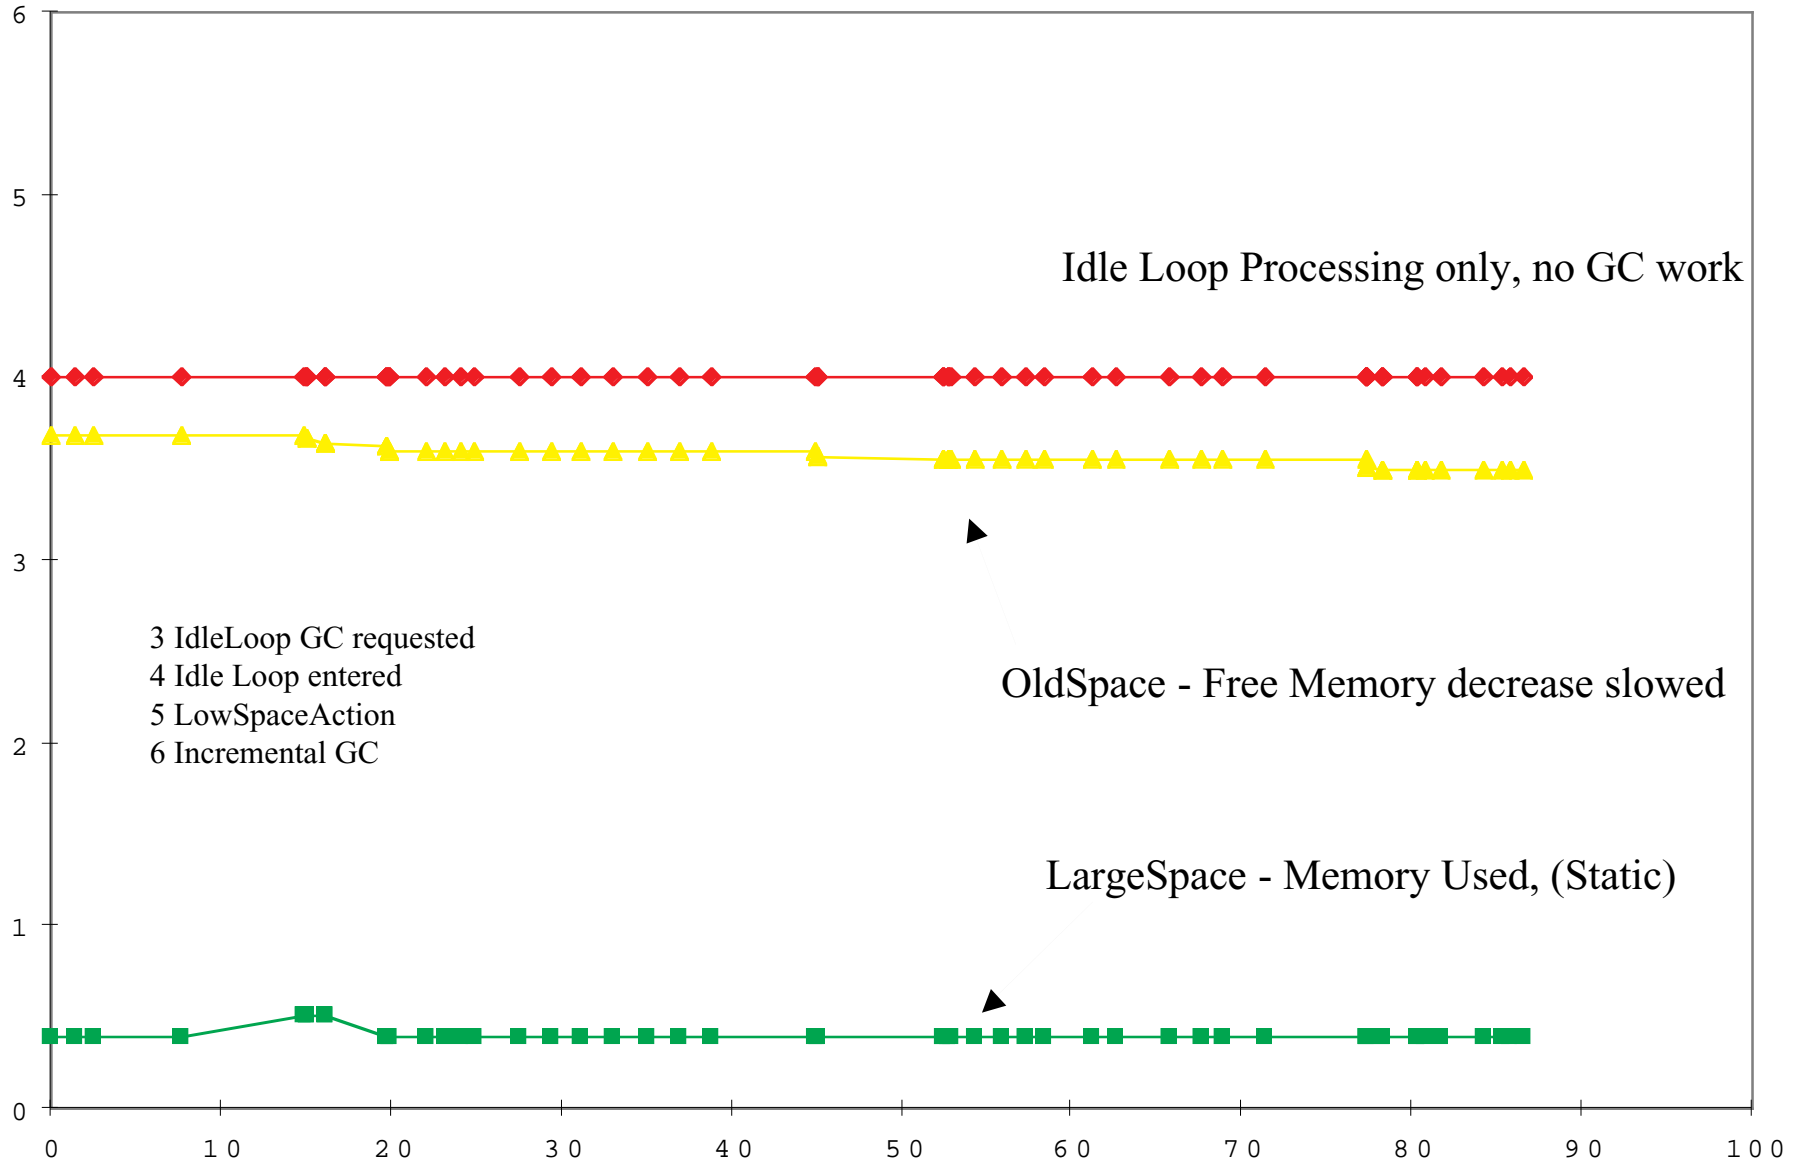 6
5
Idle Loop Processing only, no GC work
4
3
3 IdleLoop GC requested
4 Idle Loop entered
OldSpace - Free Memory decrease slowed
5 LowSpaceAction
2
6 Incremental GC
LargeSpace - Memory Used, (Static)
1
0
0 10 20 30 40 50 60 70 80 90 100